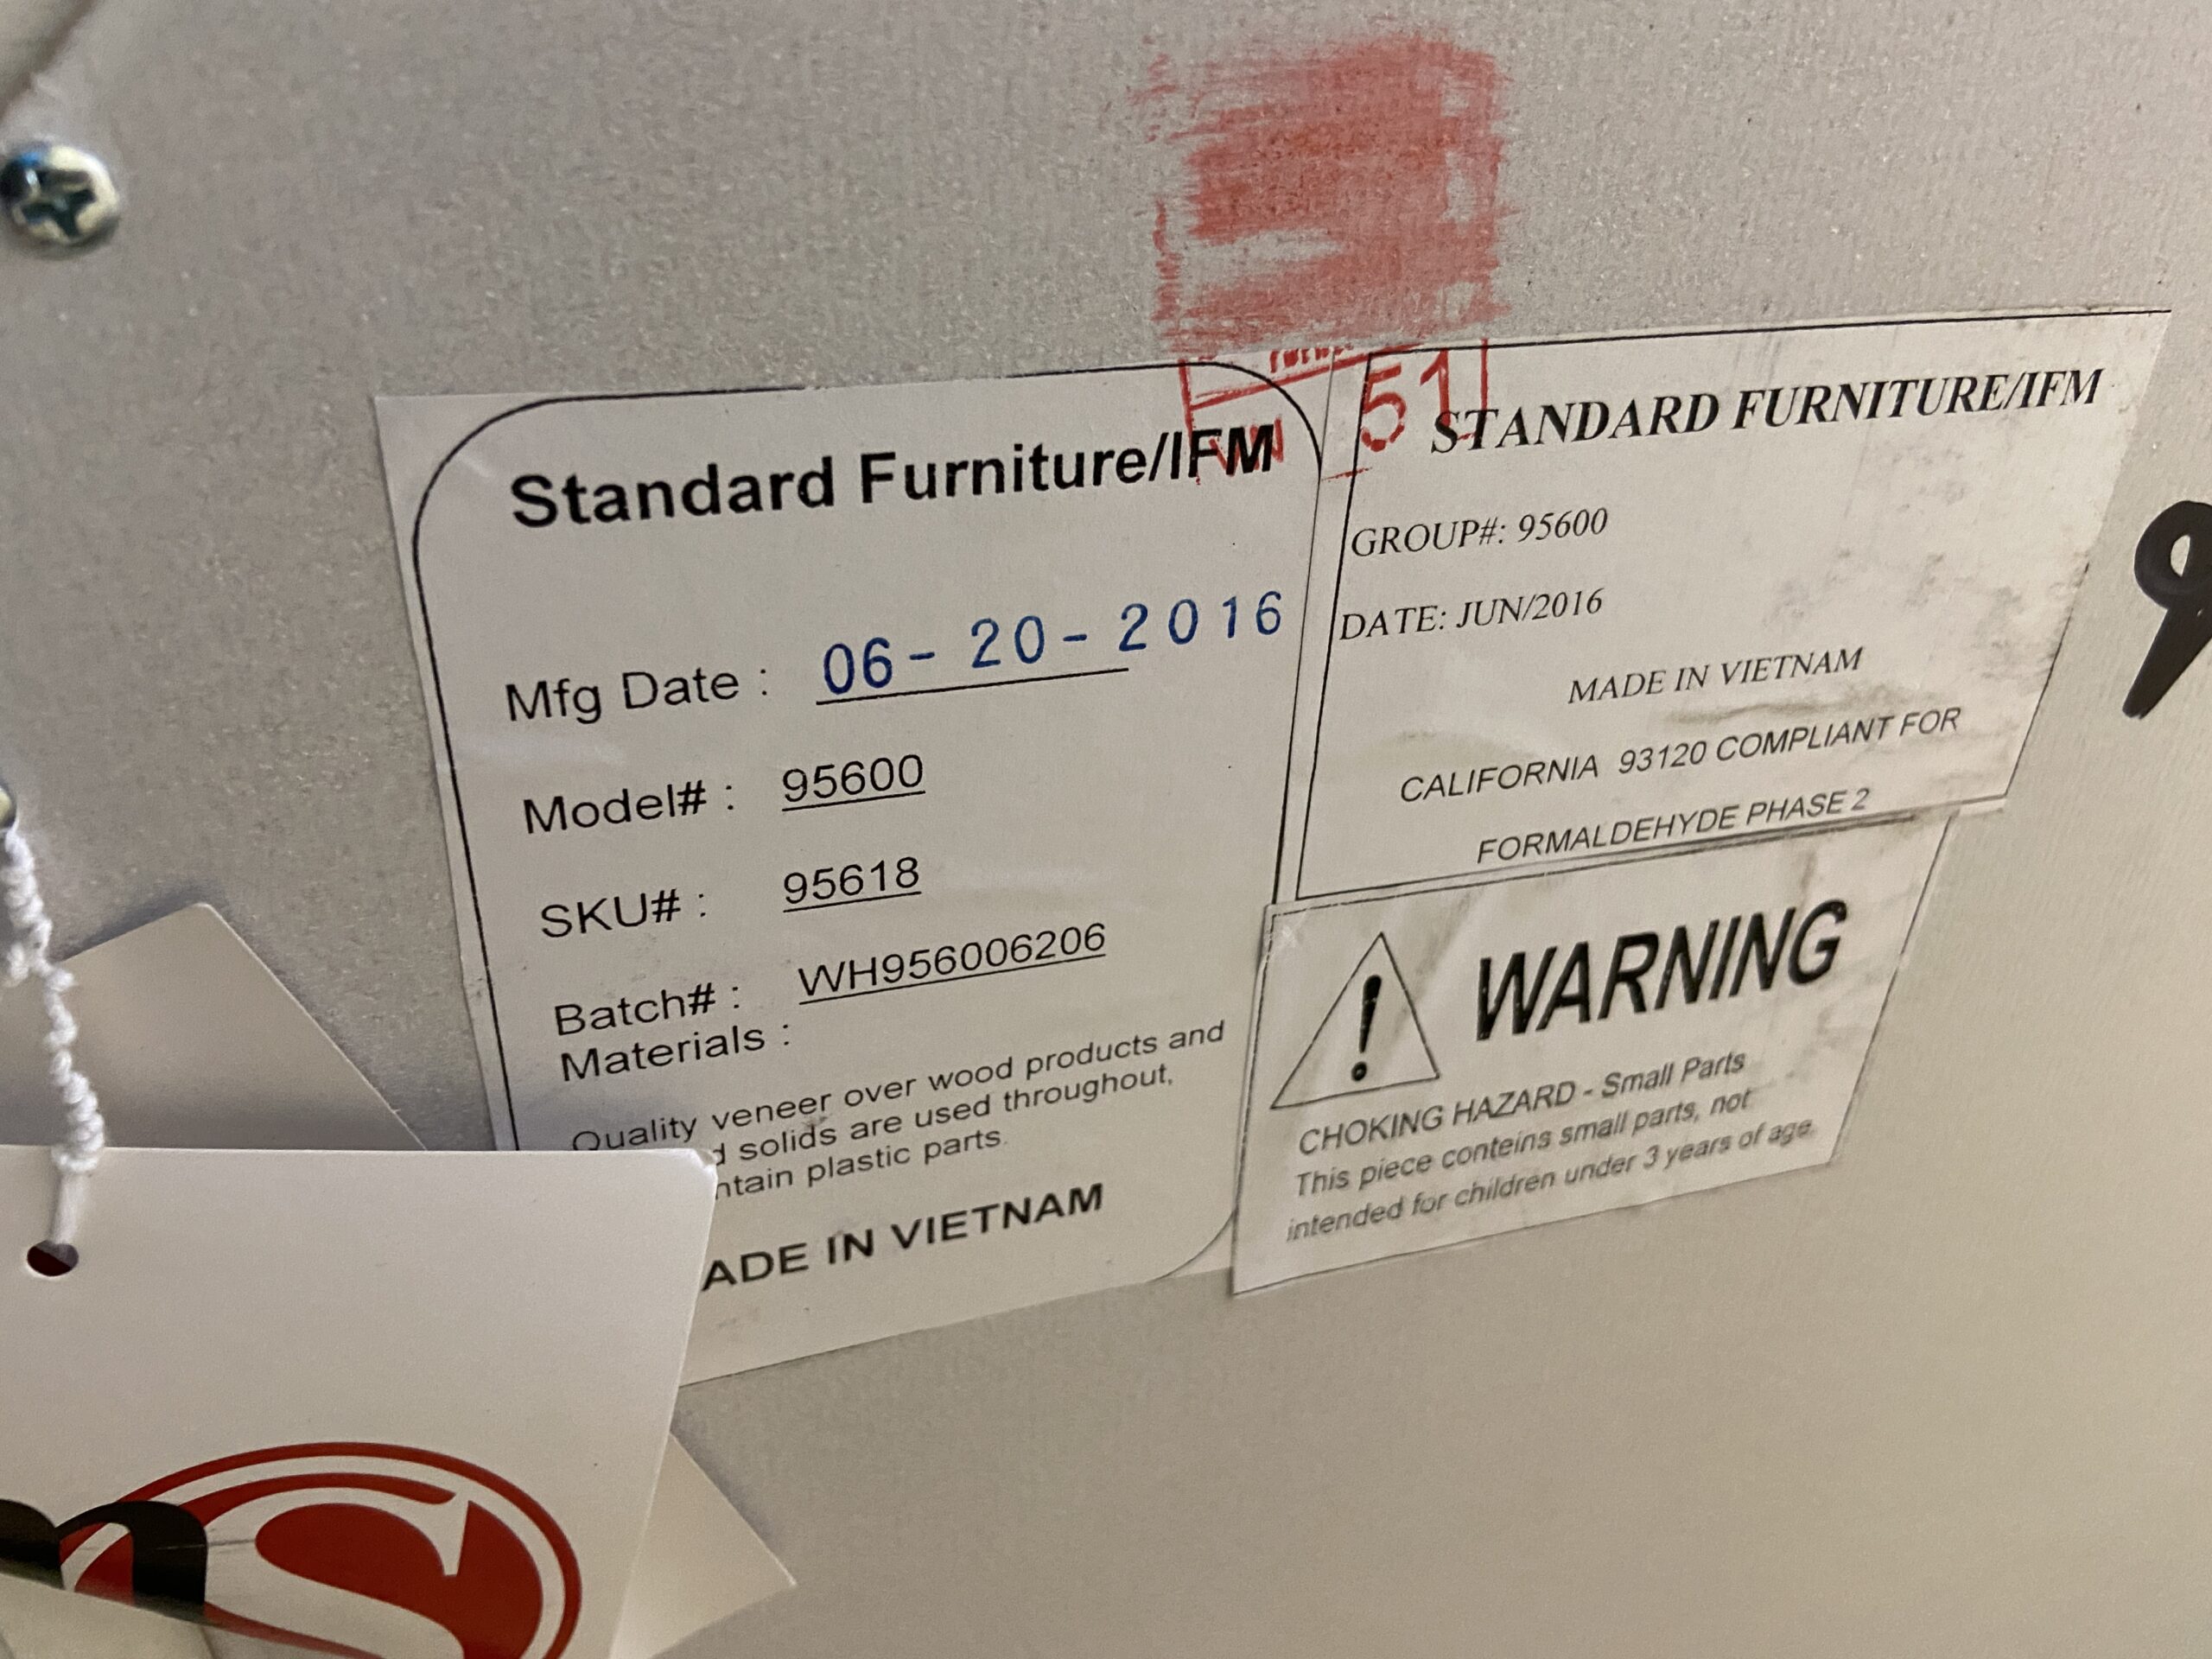 Standard Furniture/IFM
Mfg Date : 06-20-2016
Model# : 95600
SKU# : 95618
Batch# : WH956006206
Materials :
Quality veneer over wood products and
solids are used throughout,
plastic parts.
IN VIETNAM
51
STANDARD FURNITURE/IFM
GROUP#: 95600
DATE: JUN/2016
MADE IN VIETNAM
CALIFORNIA 93120 COMPLIANT FOR
FORMALDEHYDE PHASE 2
WARNING
CHOKING HAZARD - Small Parts
This piece conteins small parts, not
intended for children under 3 years of age.
9
S